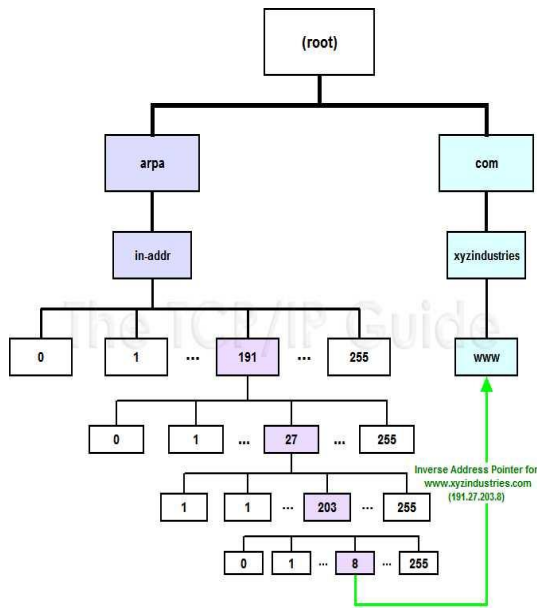 (root)
arpa com
in-addr xyzindustries
The TCP/IP Guide
0 1 ... 191 ... 255 www
0 1 ... 27 ... 255
Inverse Address Pointer for
www.xyzindustries.com
(191.27.203.8)
1 1 ... 203 ... 255
0 1 ... 8 ... 255